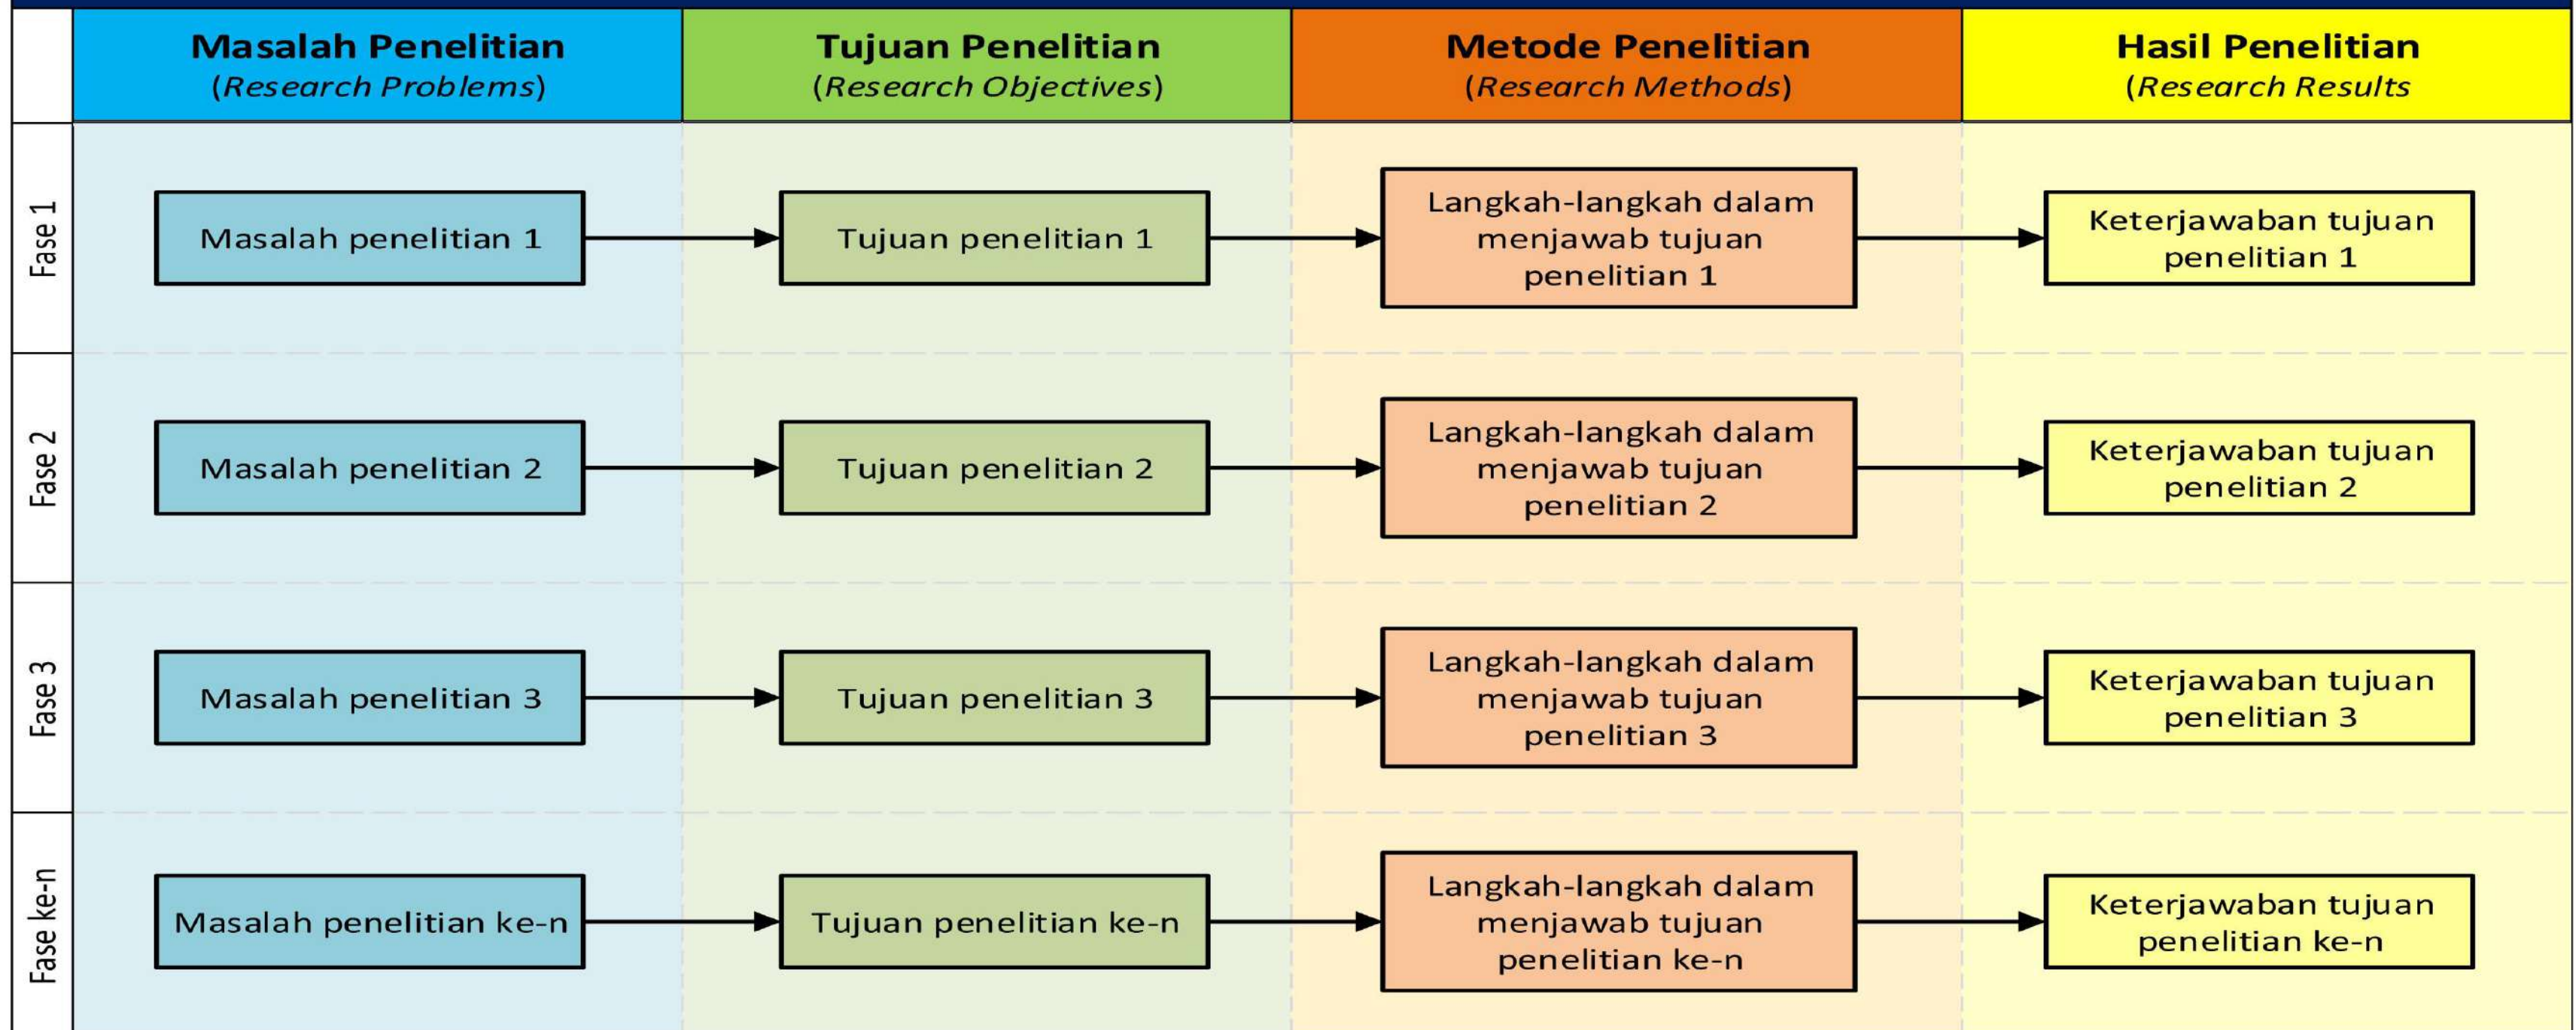 Masalah Penelitian
(Research Problems)
Tujuan Penelitian
(Research Objectives)
Metode Penelitian
(Research Methods)
Hasil Penelitian
(Research Results
Fase 1
Masalah penelitian 1
Tujuan penelitian 1
Langkah-langkah dalam
menjawab tujuan
penelitian 1
Keterjawaban tujuan
penelitian 1
Fase 2
Masalah penelitian 2
Tujuan penelitian 2
Langkah-langkah dalam
menjawab tujuan
penelitian 2
Keterjawaban tujuan
penelitian 2
Fase 3
Masalah penelitian 3
Tujuan penelitian 3
Langkah-langkah dalam
menjawab tujuan
penelitian 3
Keterjawaban tujuan
penelitian 3
Fase ke-n
Masalah penelitian ke-n
Tujuan penelitian ke-n
Langkah-langkah dalam
menjawab tujuan
penelitian ke-n
Keterjawaban tujuan
penelitian ke-n